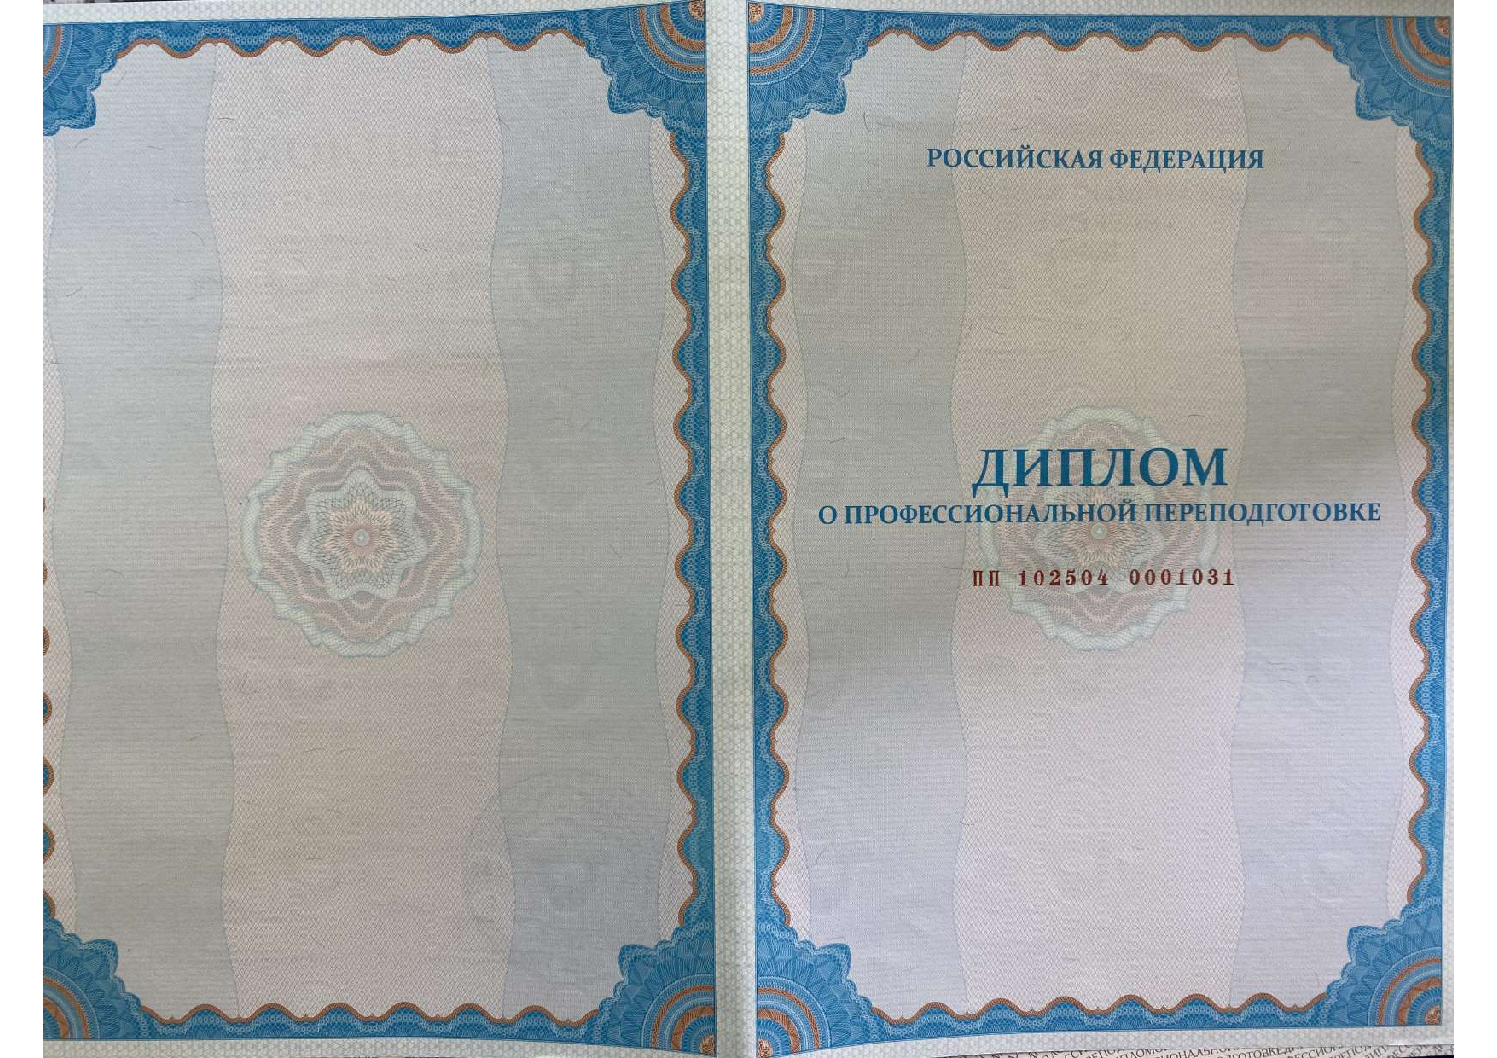 РОССИЙСКАЯ ФЕДЕРАЦИЯ
ДИПЛОМ
О ПРОФЕССИОНАЛЬНОЙ ПЕРЕПОДГОТОВКЕ
ПП 102504 0001031